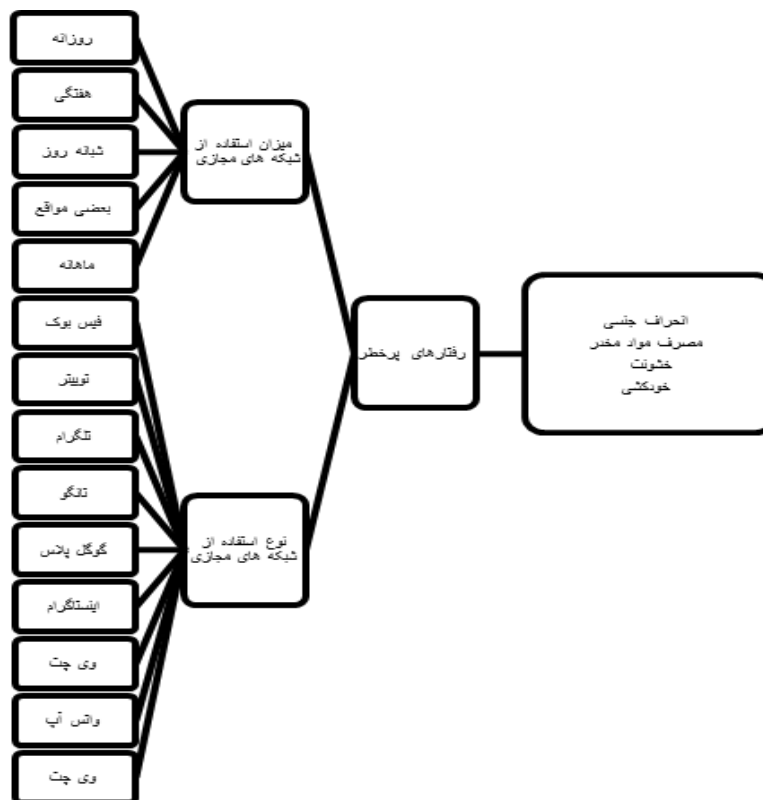 روزانه
هفتگی
شبانه روز
بعضی مواقع
ماهانه
فیس بوک
توییتر
تلگرام
تانگو
گوگل پلاس
اینستاگرام
وی چت
واتس آپ
وی چت
میزان استفاده از
شبکه های مجازی
نوع استفاده از
شبکه های مجازی
رفتارهای پرخطر
انحراف جنسی
مصرف مواد مخدر
خشونت
خودکشی